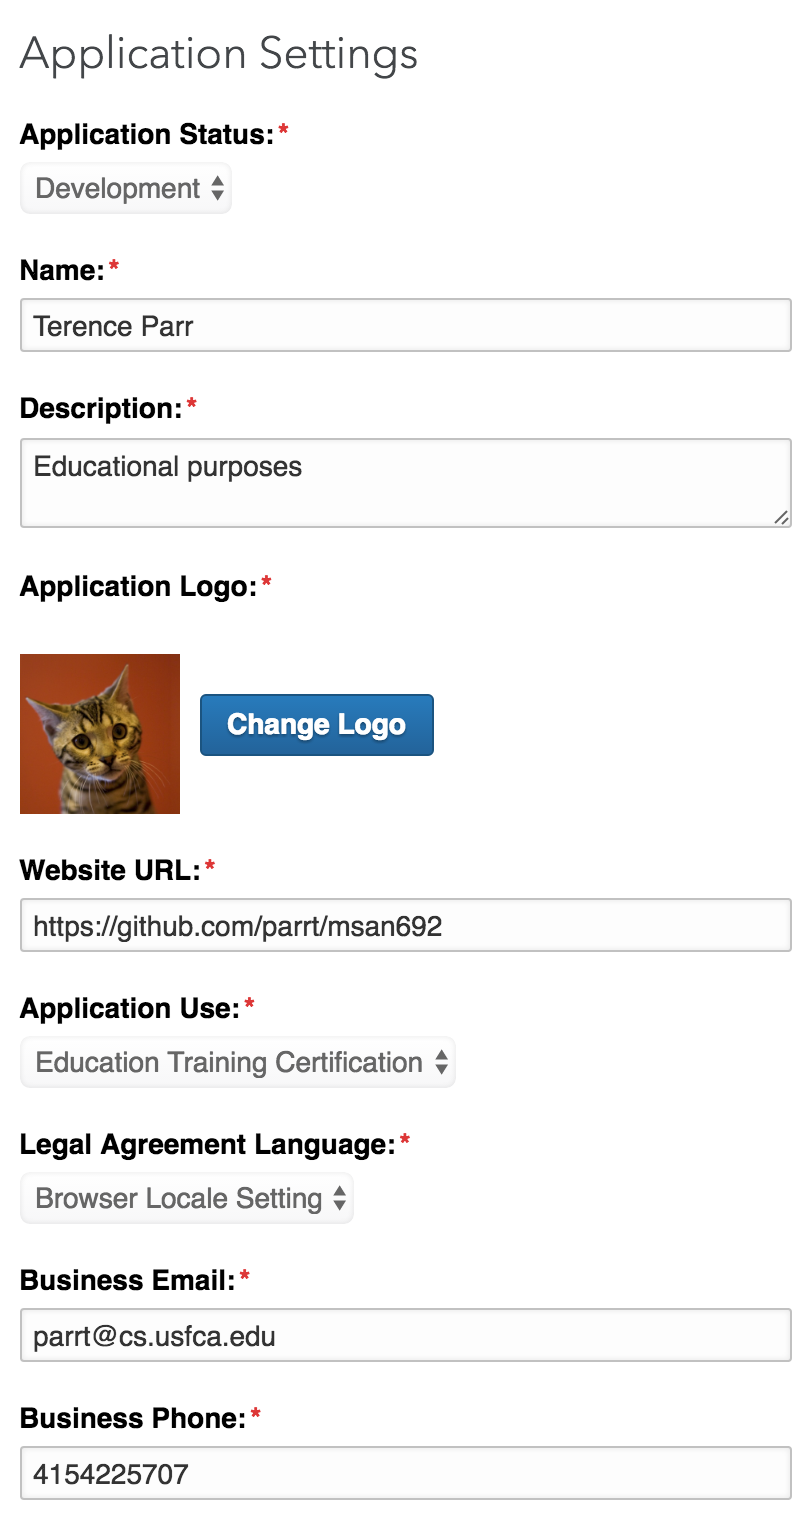 Application Settings
Application Status:*
Development
Name:*
Terence Parr
Description:*
Educational purposes
Application Logo:*
Change Logo
Website URL:*
https://github.com/parrt/msan692
Application Use:*
Education Training Certification
Legal Agreement Language:*
Browser Locale Setting
Business Email:*
parrt@cs.usfca.edu
Business Phone:*
4154225707